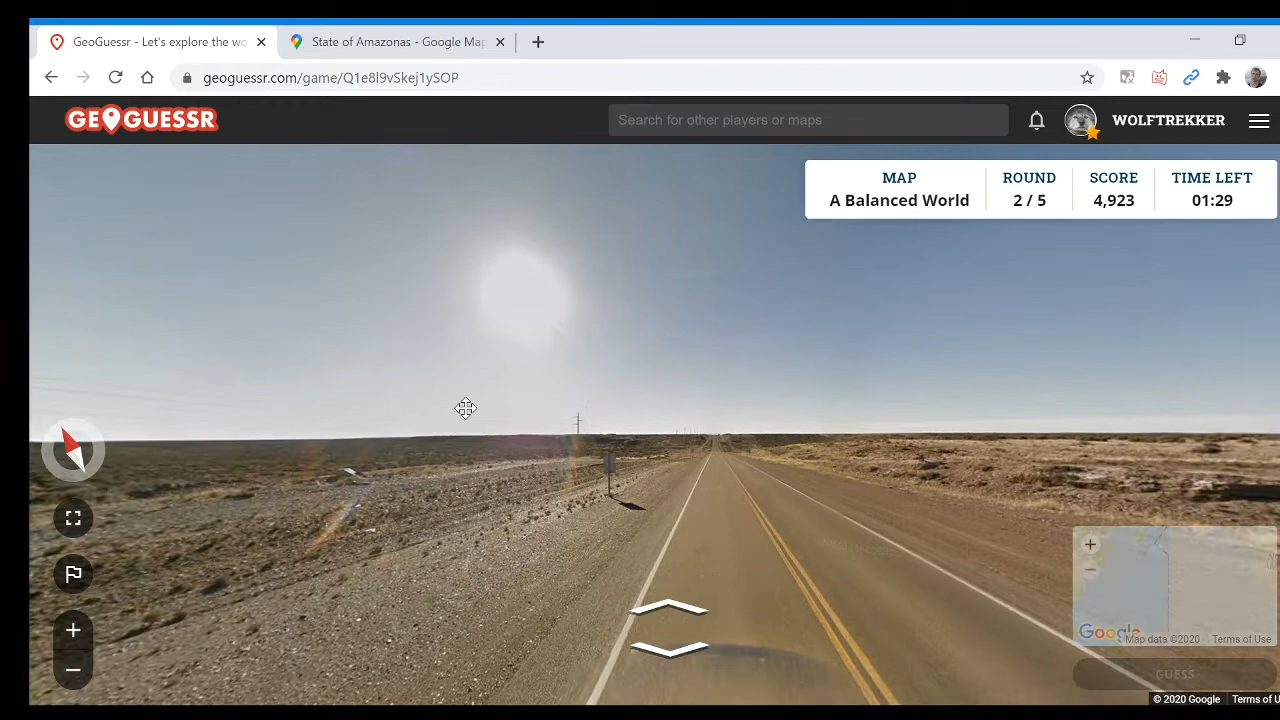 GeoGuessr - Let's explore the wo
State of Amazonas - Google Map
geoguessr.com/game/Q1e8I9vSkej1ySOP
GEOGUESSR
Search for other players or maps
WOLFTREKKER
MAP ROUND SCORE TIME LEFT
A Balanced World 2 / 5 4,923 01:29
Google
Map data ©2020 Terms of Use
GUESS
© 2020 Google Terms of U